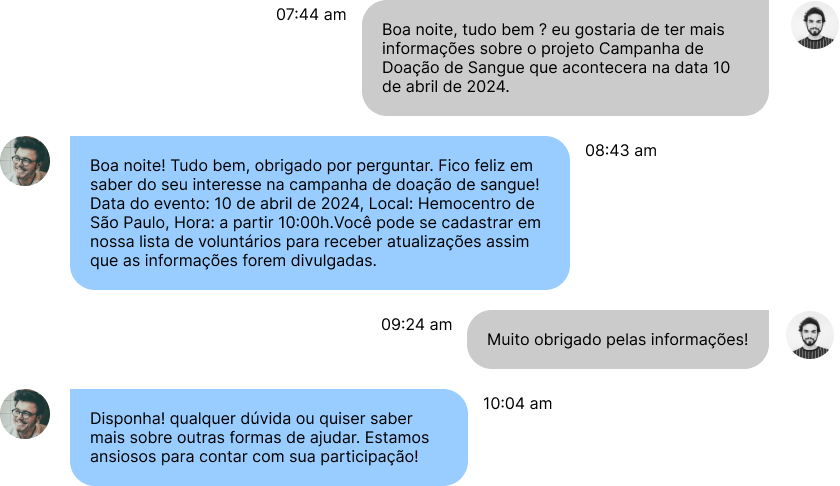 07:44 am
Boa noite, tudo bem ? eu gostaria de ter mais
informações sobre o projeto Campanha de
Doação de Sangue que acontecera na data 10
de abril de 2024.
08:43 am
Boa noite! Tudo bem, obrigado por perguntar. Fico feliz em
saber do seu interesse na campanha de doação de sangue!
Data do evento: 10 de abril de 2024, Local: Hemocentro de
São Paulo, Hora: a partir 10:00h.Você pode se cadastrar em
nossa lista de voluntários para receber atualizações assim
que as informações forem divulgadas.
09:24 am
Muito obrigado pelas informações!
10:04 am
Disponha! qualquer dúvida ou quiser saber
mais sobre outras formas de ajudar. Estamos
ansiosos para contar com sua participação!